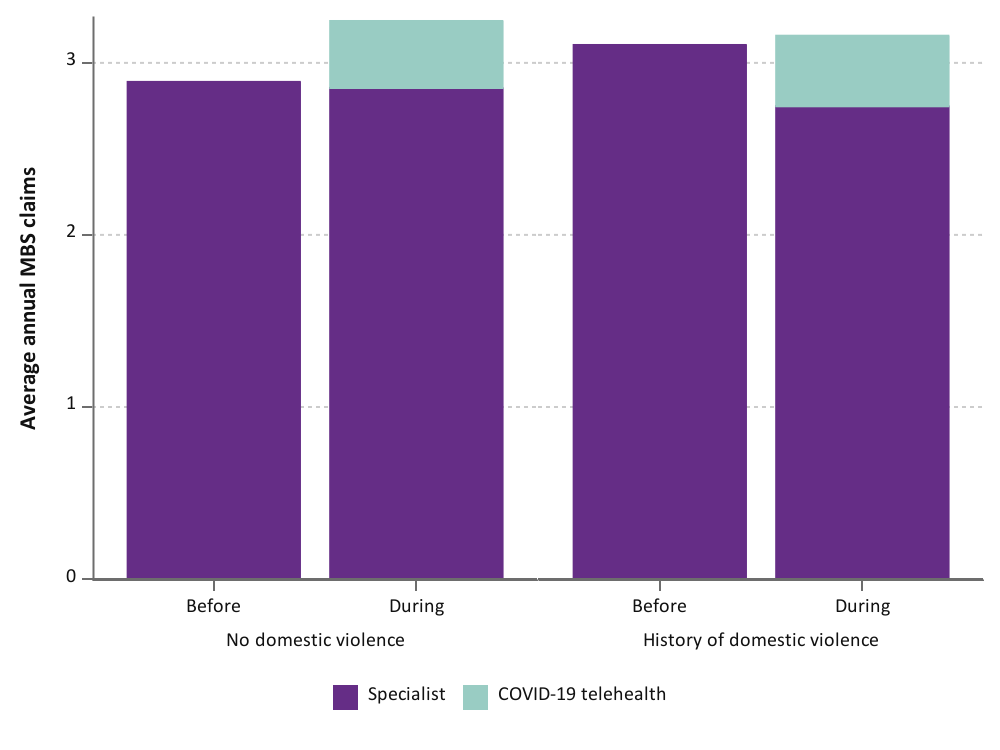 Average annual MBS claims
3
2
1
0
Before During Before During
No domestic violence History of domestic violence
Specialist COVID-19 telehealth